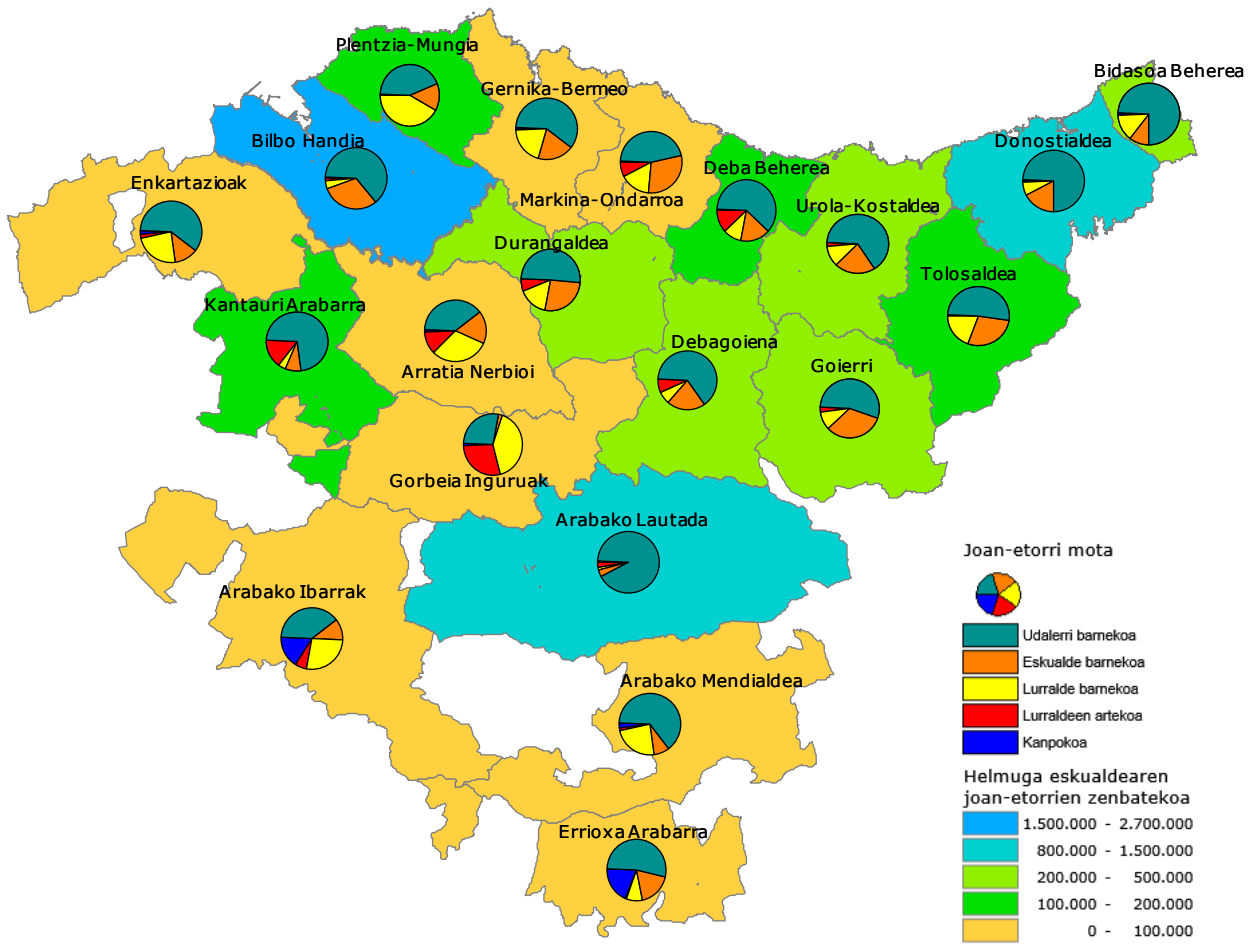 Plentzia-Mungia
Bidasoa Beherea
Gernika-Bermeo
Bilbo Handia
Donostialdea
Deba Beherea
Enkartazioak
Markina-Ondarroa
Urola-Kostaldea
Durangaldea
Tolosaldea
Kantauri Arabarra
Debagoiena
Arratia Nerbioi
Goierri
Gorbeia Inguruak
Arabako Lautada
Arabako Ibarrak
Arabako Mendialdea
Errioxa Arabarra
Joan-etorri mota
Udalerri barnekoa
Eskualde barnekoa
Lurralde barnekoa
Lurraldeen artekoa
Kanpokoa
Helmuga eskualdearen
joan-etorrien zenbatekoa
1.500.000 - 2.700.000
800.000 - 1.500.000
200.000 - 500.000
100.000 - 200.000
0 - 100.000